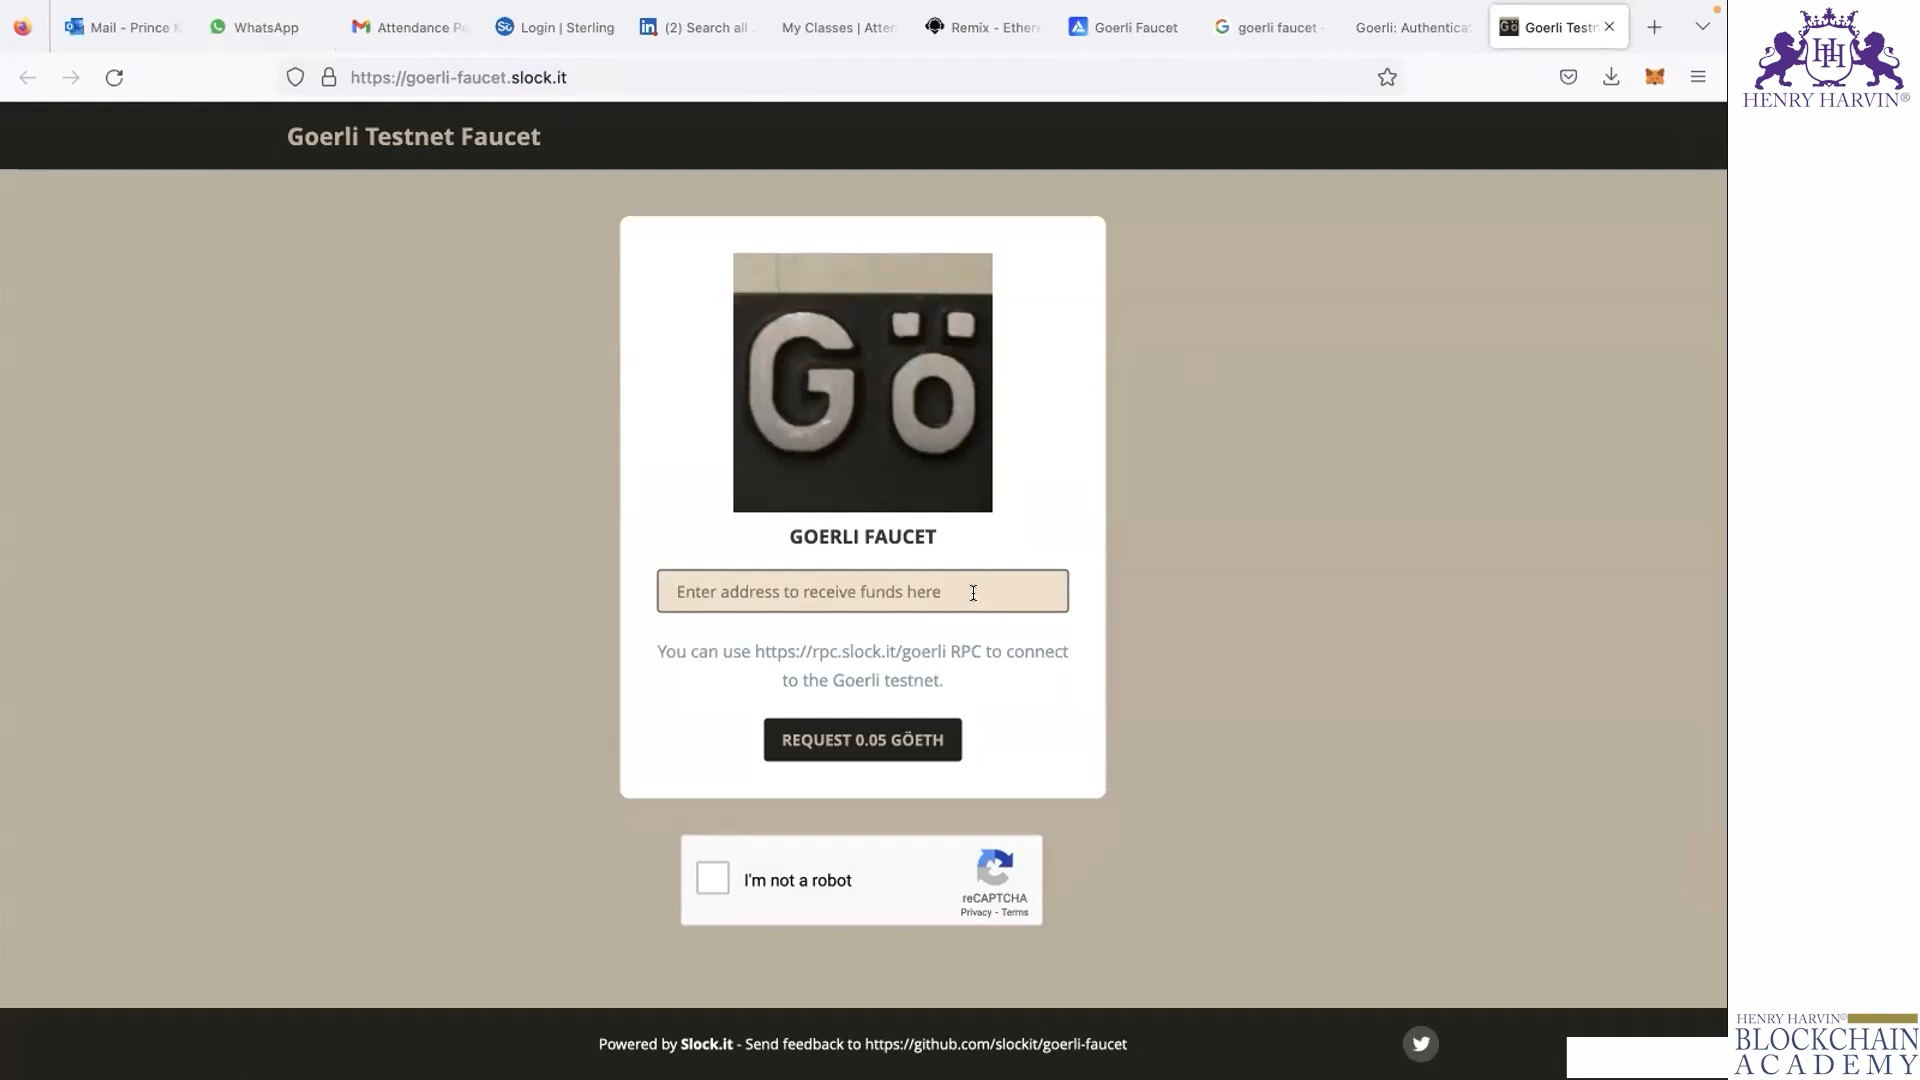 Mail - Prince K
WhatsApp
Attendance Pe
Login | Sterling
(2) Search all
My Classes | Atten
Remix - Ether
Goerli Faucet
goerli faucet -
Goerli: Authentica
Goerli Testn
https://goerli-faucet.slock.it
HENRY HARVIN®
Goerli Testnet Faucet
Gö
GOERLI FAUCET
Enter address to receive funds here
You can use https://rpc.slock.it/goerli RPC to connect
to the Goerli testnet.
REQUEST 0.05 GÖETH
I'm not a robot
reCAPTCHA
Privacy - Terms
Powered by Slock.it - Send feedback to https://github.com/slockit/goerli-faucet
HENRY HARVIN®
BLOCKCHAIN
ACADEMY